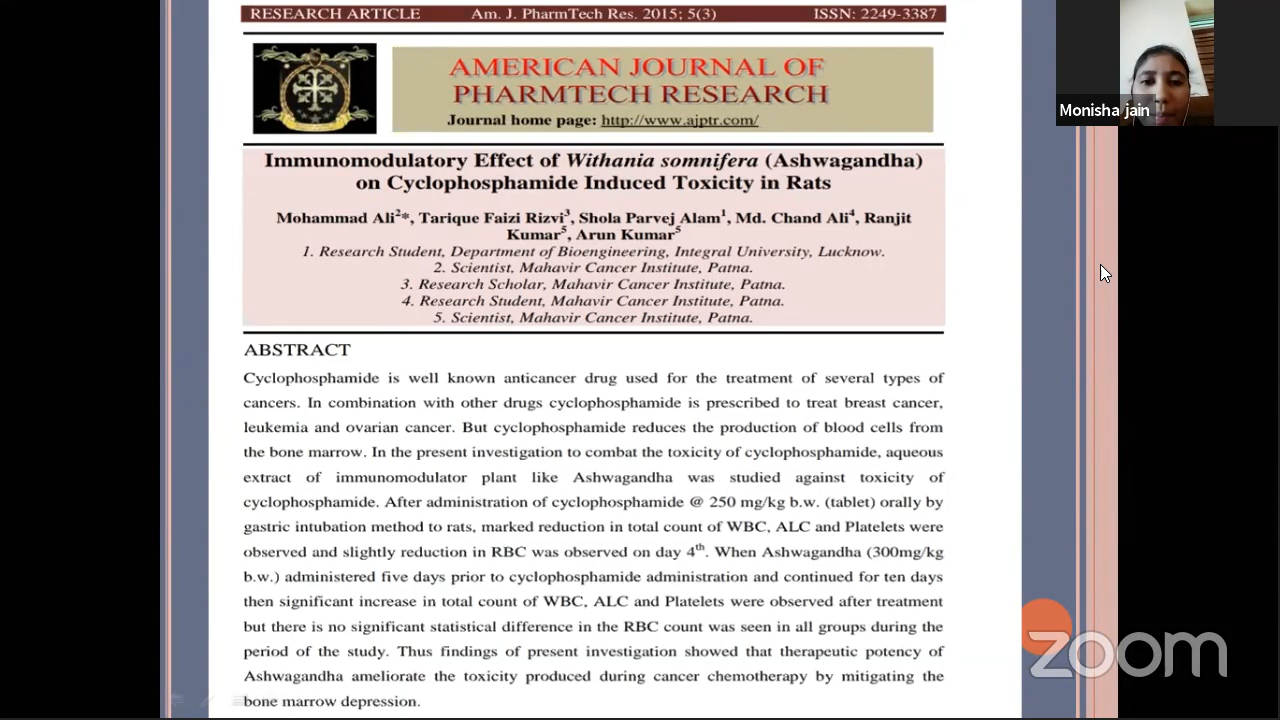 RESEARCH ARTICLE Am. J. PharmTech Res. 2015; 5(3) ISSN: 2249-3387
AMERICAN JOURNAL OF
PHARMTECH RESEARCH
Journal home page: http://www.ajptr.com/
Monisha jain
Immunomodulatory Effect of Withania somnifera (Ashwagandha)
on Cyclophosphamide Induced Toxicity in Rats
Mohammad Ali2*, Tarique Faizi Rizvi3, Shola Parvej Alam1, Md. Chand Ali4, Ranjit
Kumar5, Arun Kumar5
1. Research Student, Department of Bioengineering, Integral University, Lucknow.
2. Scientist, Mahavir Cancer Institute, Patna.
3. Research Scholar, Mahavir Cancer Institute, Patna.
4. Research Student, Mahavir Cancer Institute, Patna.
5. Scientist, Mahavir Cancer Institute, Patna.
ABSTRACT
Cyclophosphamide is well known anticancer drug used for the treatment of several types of
cancers. In combination with other drugs cyclophosphamide is prescribed to treat breast cancer,
leukemia and ovarian cancer. But cyclophosphamide reduces the production of blood cells from
the bone marrow. In the present investigation to combat the toxicity of cyclophosphamide, aqueous
extract of immunomodulator plant like Ashwagandha was studied against toxicity of
cyclophosphamide. After administration of cyclophosphamide @ 250 mg/kg b.w. (tablet) orally by
gastric intubation method to rats, marked reduction in total count of WBC, ALC and Platelets were
observed and slightly reduction in RBC was observed on day 4th. When Ashwagandha (300mg/kg
b.w.) administered five days prior to cyclophosphamide administration and continued for ten days
then significant increase in total count of WBC, ALC and Platelets were observed after treatment
but there is no significant statistical difference in the RBC count was seen in all groups during the
period of the study. Thus findings of present investigation showed that therapeutic potency of
Ashwagandha ameliorate the toxicity produced during cancer chemotherapy by mitigating the
bone marrow depression.
zoom